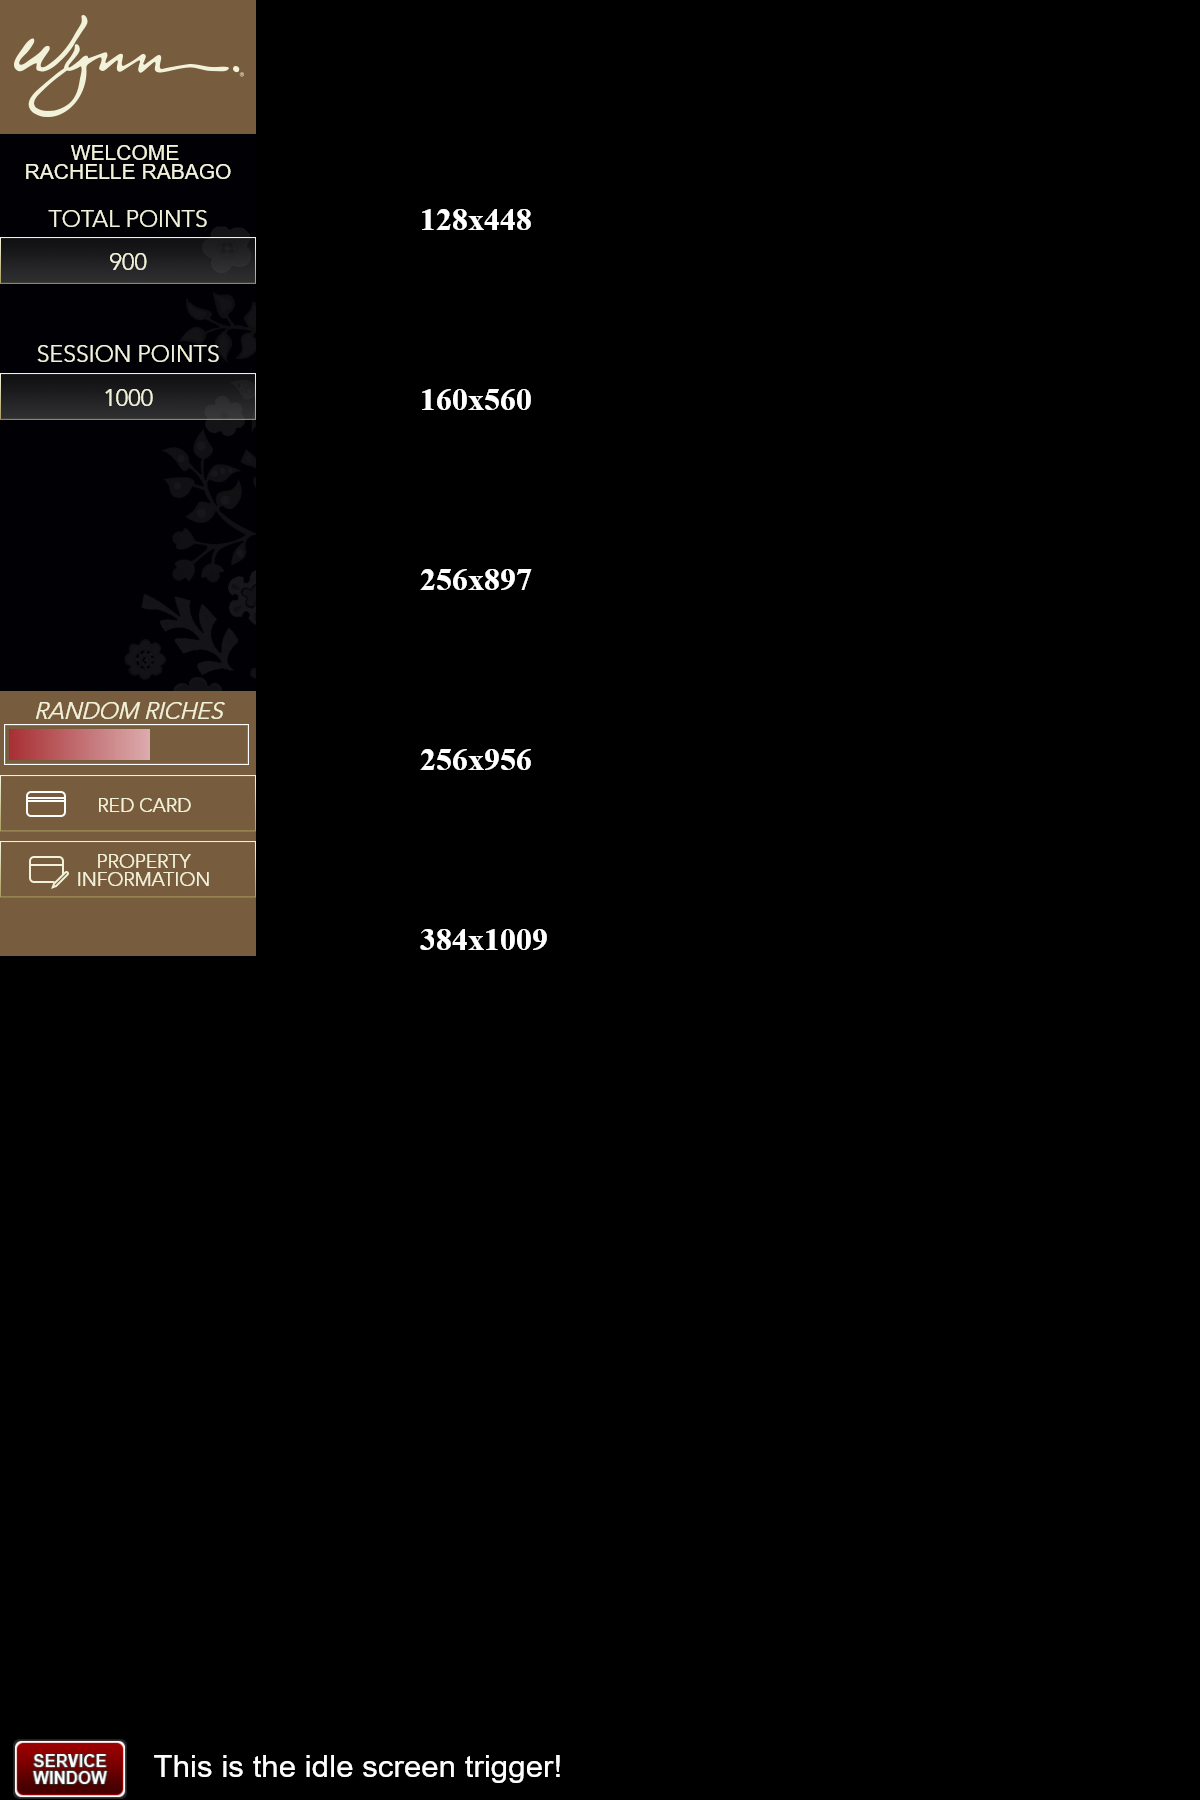 Wynn
WELCOME
RACHELLE RABAGO
TOTAL POINTS
900
SESSION POINTS
1000
RANDOM RICHES
RED CARD
PROPERTY
INFORMATION
128x448
160x560
256x897
256x956
384x1009
SERVICE
WINDOW
This is the idle screen trigger!